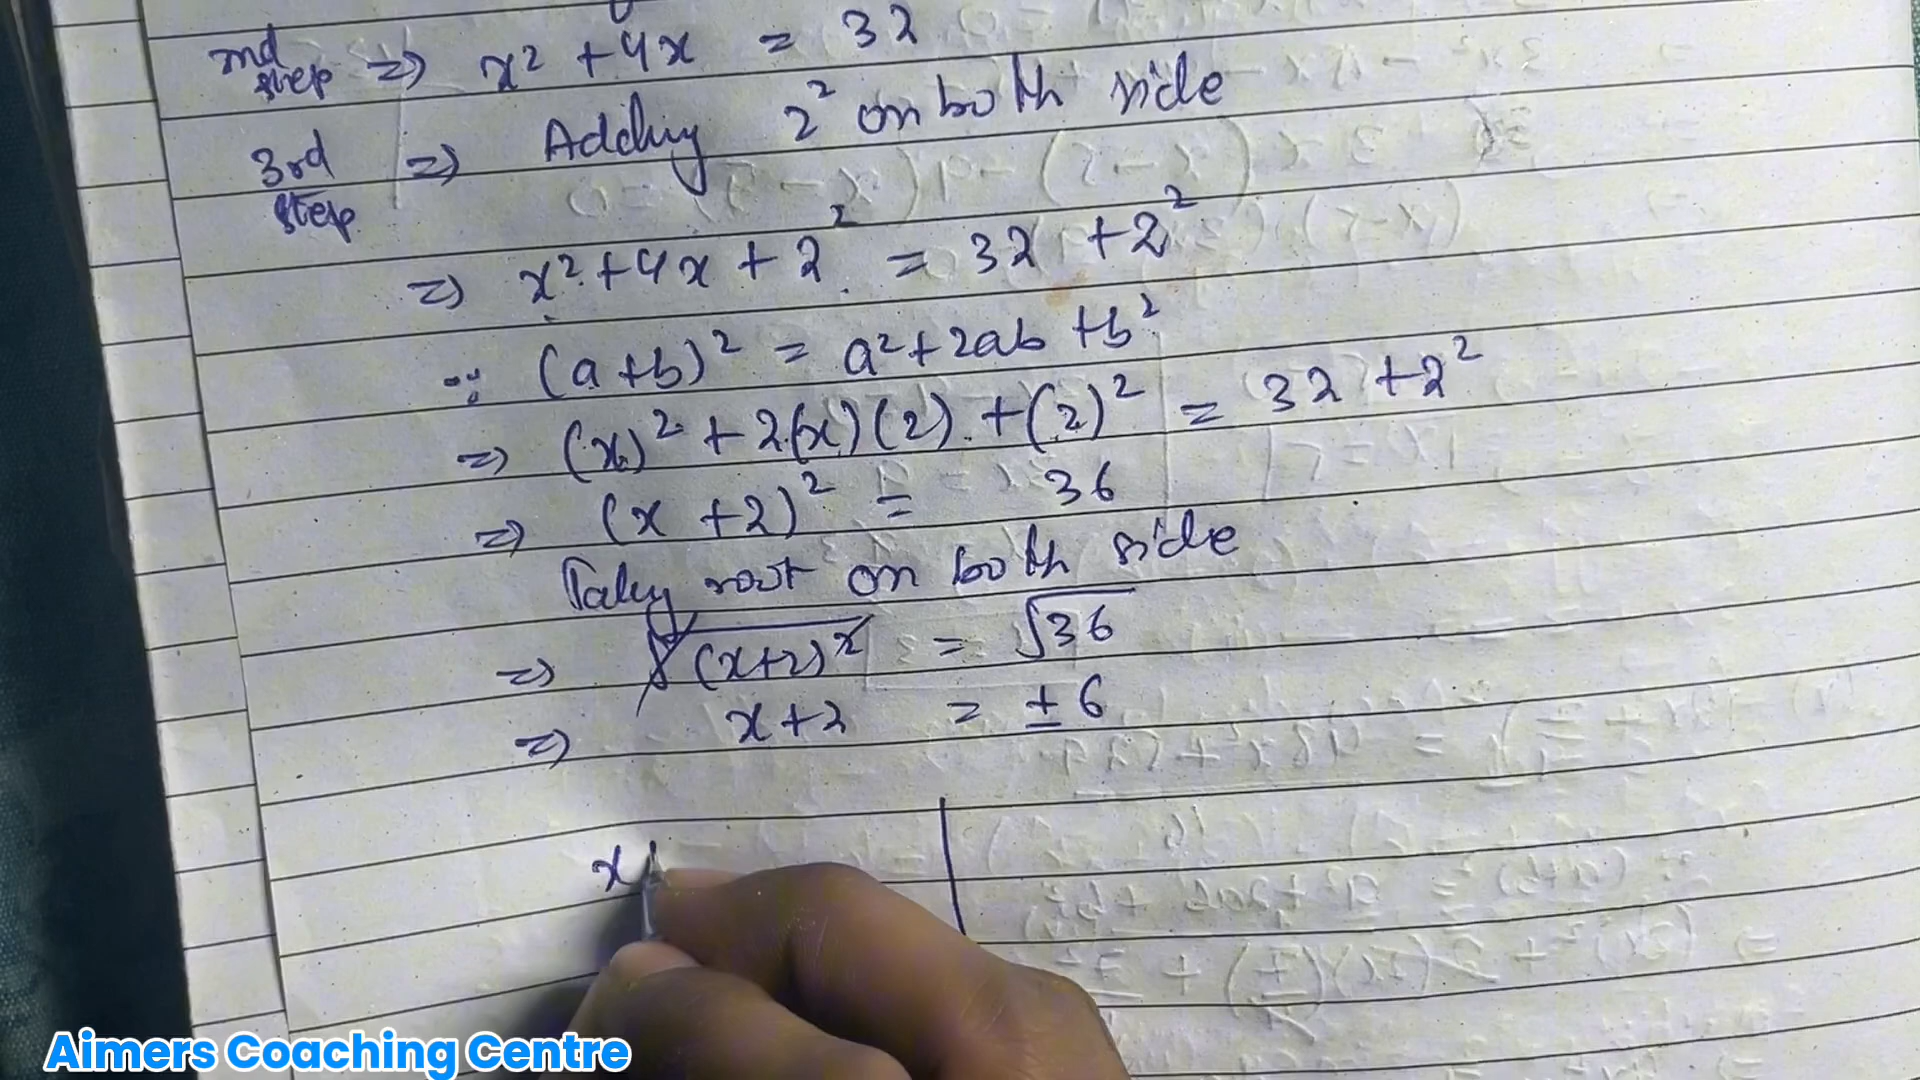 nd step ⇒ x² + 4x = 32
3rd step ⇒ Adding 2² on both side
⇒ x² + 4x + 2² = 32 + 2²
∵ (a+b)² = a² + 2ab + b²
⇒ (x)² + 2(x)(2) + (2)² = 32 + 2²
⇒ (x + 2)² = 36
Taking root on both side
⇒ √(x+2)² = √36
⇒ x + 2 = ± 6
x
Aimers Coaching Centre